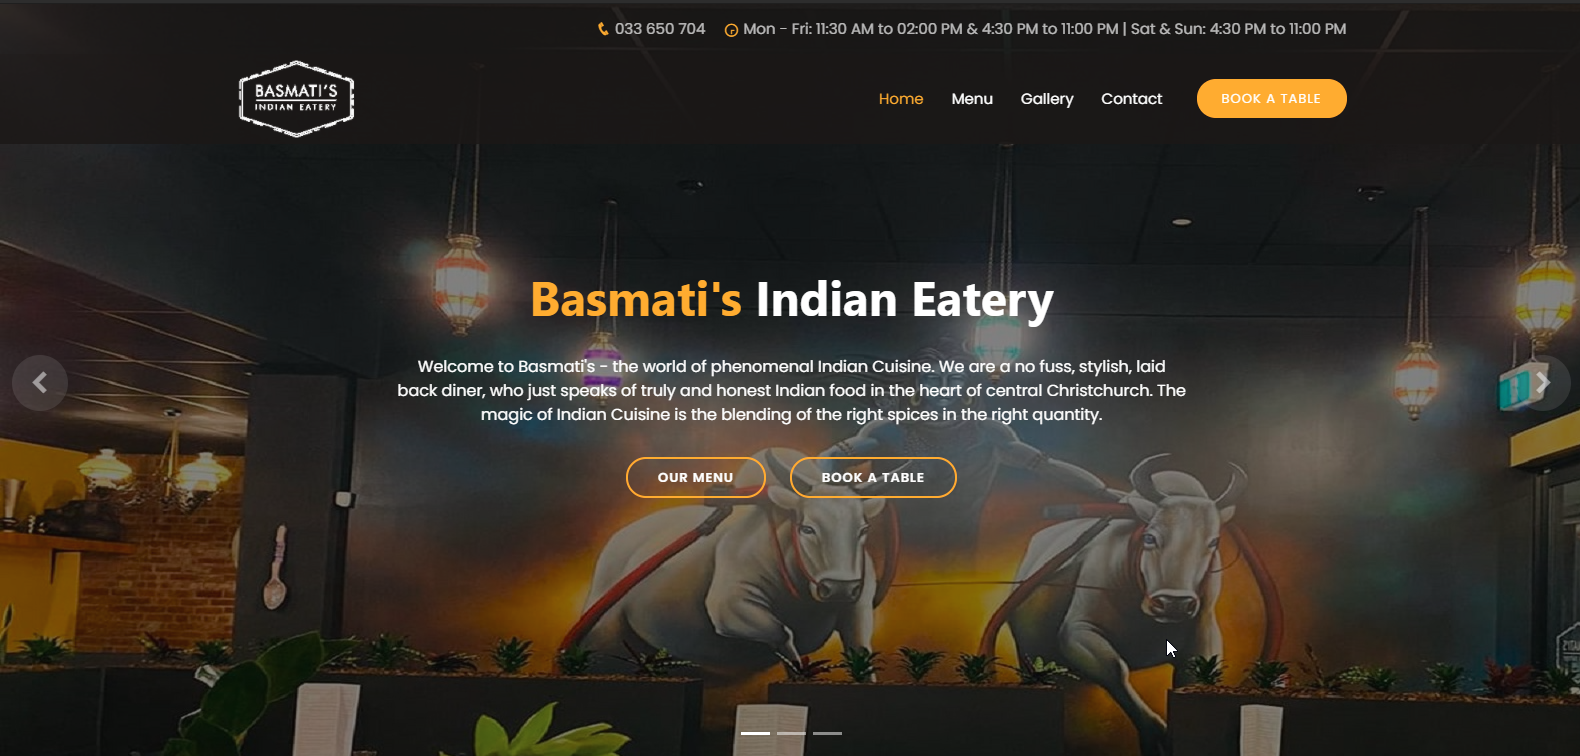 033 650 704 Mon - Fri: 11:30 AM to 02:00 PM & 4:30 PM to 11:00 PM | Sat & Sun: 4:30 PM to 11:00 PM
BASMATI'S
INDIAN EATERY
Home Menu Gallery Contact BOOK A TABLE
Basmati's Indian Eatery
Welcome to Basmati's - the world of phenomenal Indian Cuisine. We are a no fuss, stylish, laid
back diner, who just speaks of truly and honest Indian food in the heart of central Christchurch. The
magic of Indian Cuisine is the blending of the right spices in the right quantity.
OUR MENU BOOK A TABLE